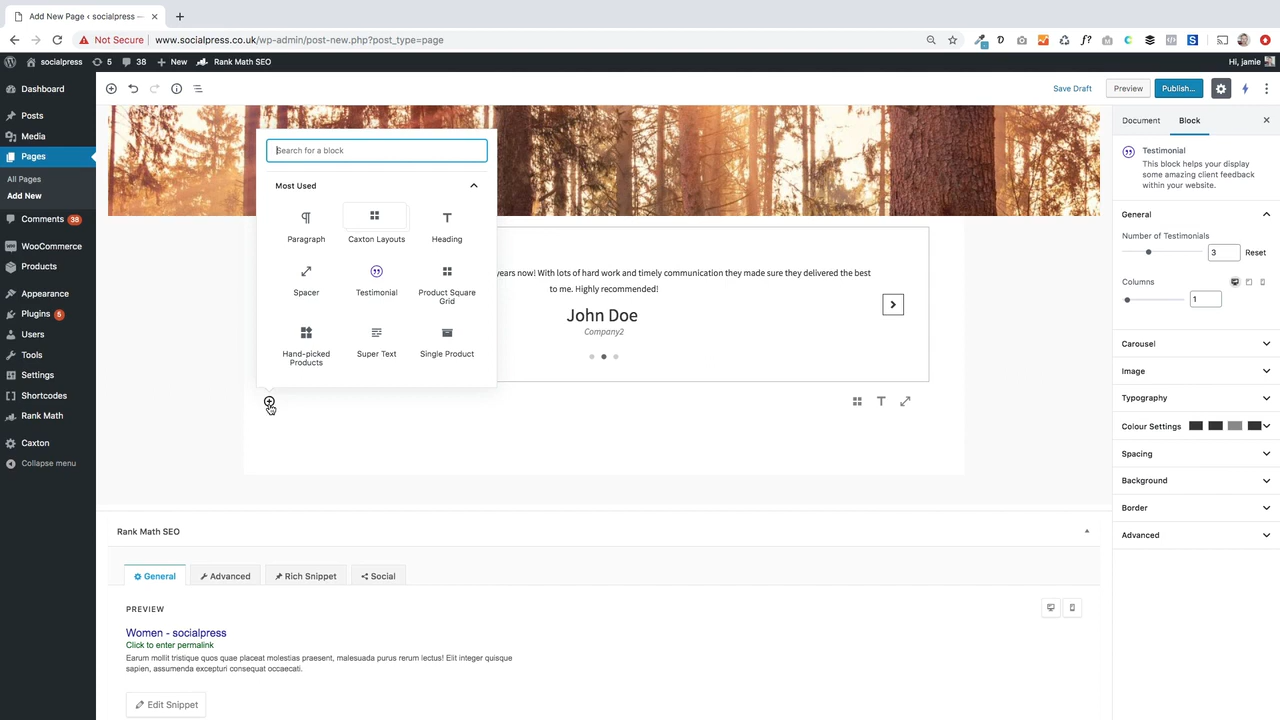 Add New Page ‹ socialpress —
Not Secure www.socialpress.co.uk/wp-admin/post-new.php?post_type=page
socialpress 5 38 New Rank Math SEO Hi, jamie
Dashboard
Posts
Media
Pages
All Pages
Add New
Comments 38
WooCommerce
Products
Appearance
Plugins 5
Users
Tools
Settings
Shortcodes
Rank Math
Caxton
Collapse menu
Save Draft Preview Publish...
Search for a block
Most Used
Paragraph Caxton Layouts Heading
Spacer Testimonial Product Square
Grid
Hand-picked Super Text Single Product
Products
years now! With lots of hard work and timely communication they made sure they delivered the best
to me. Highly recommended!
John Doe
Company2
Rank Math SEO
General Advanced Rich Snippet Social
PREVIEW
Women - socialpress
Click to enter permalink
Earum mollit tristique quos quae placeat molestias praesent, malesuada purus rerum lectus! Elit integer quisque
sapien, assumenda excepturi consequat occaecati.
Edit Snippet
Document Block
Testimonial
This block helps your display
some amazing client feedback
within your website.
General
Number of Testimonials
3 Reset
Columns
1
Carousel
Image
Typography
Colour Settings
Spacing
Background
Border
Advanced